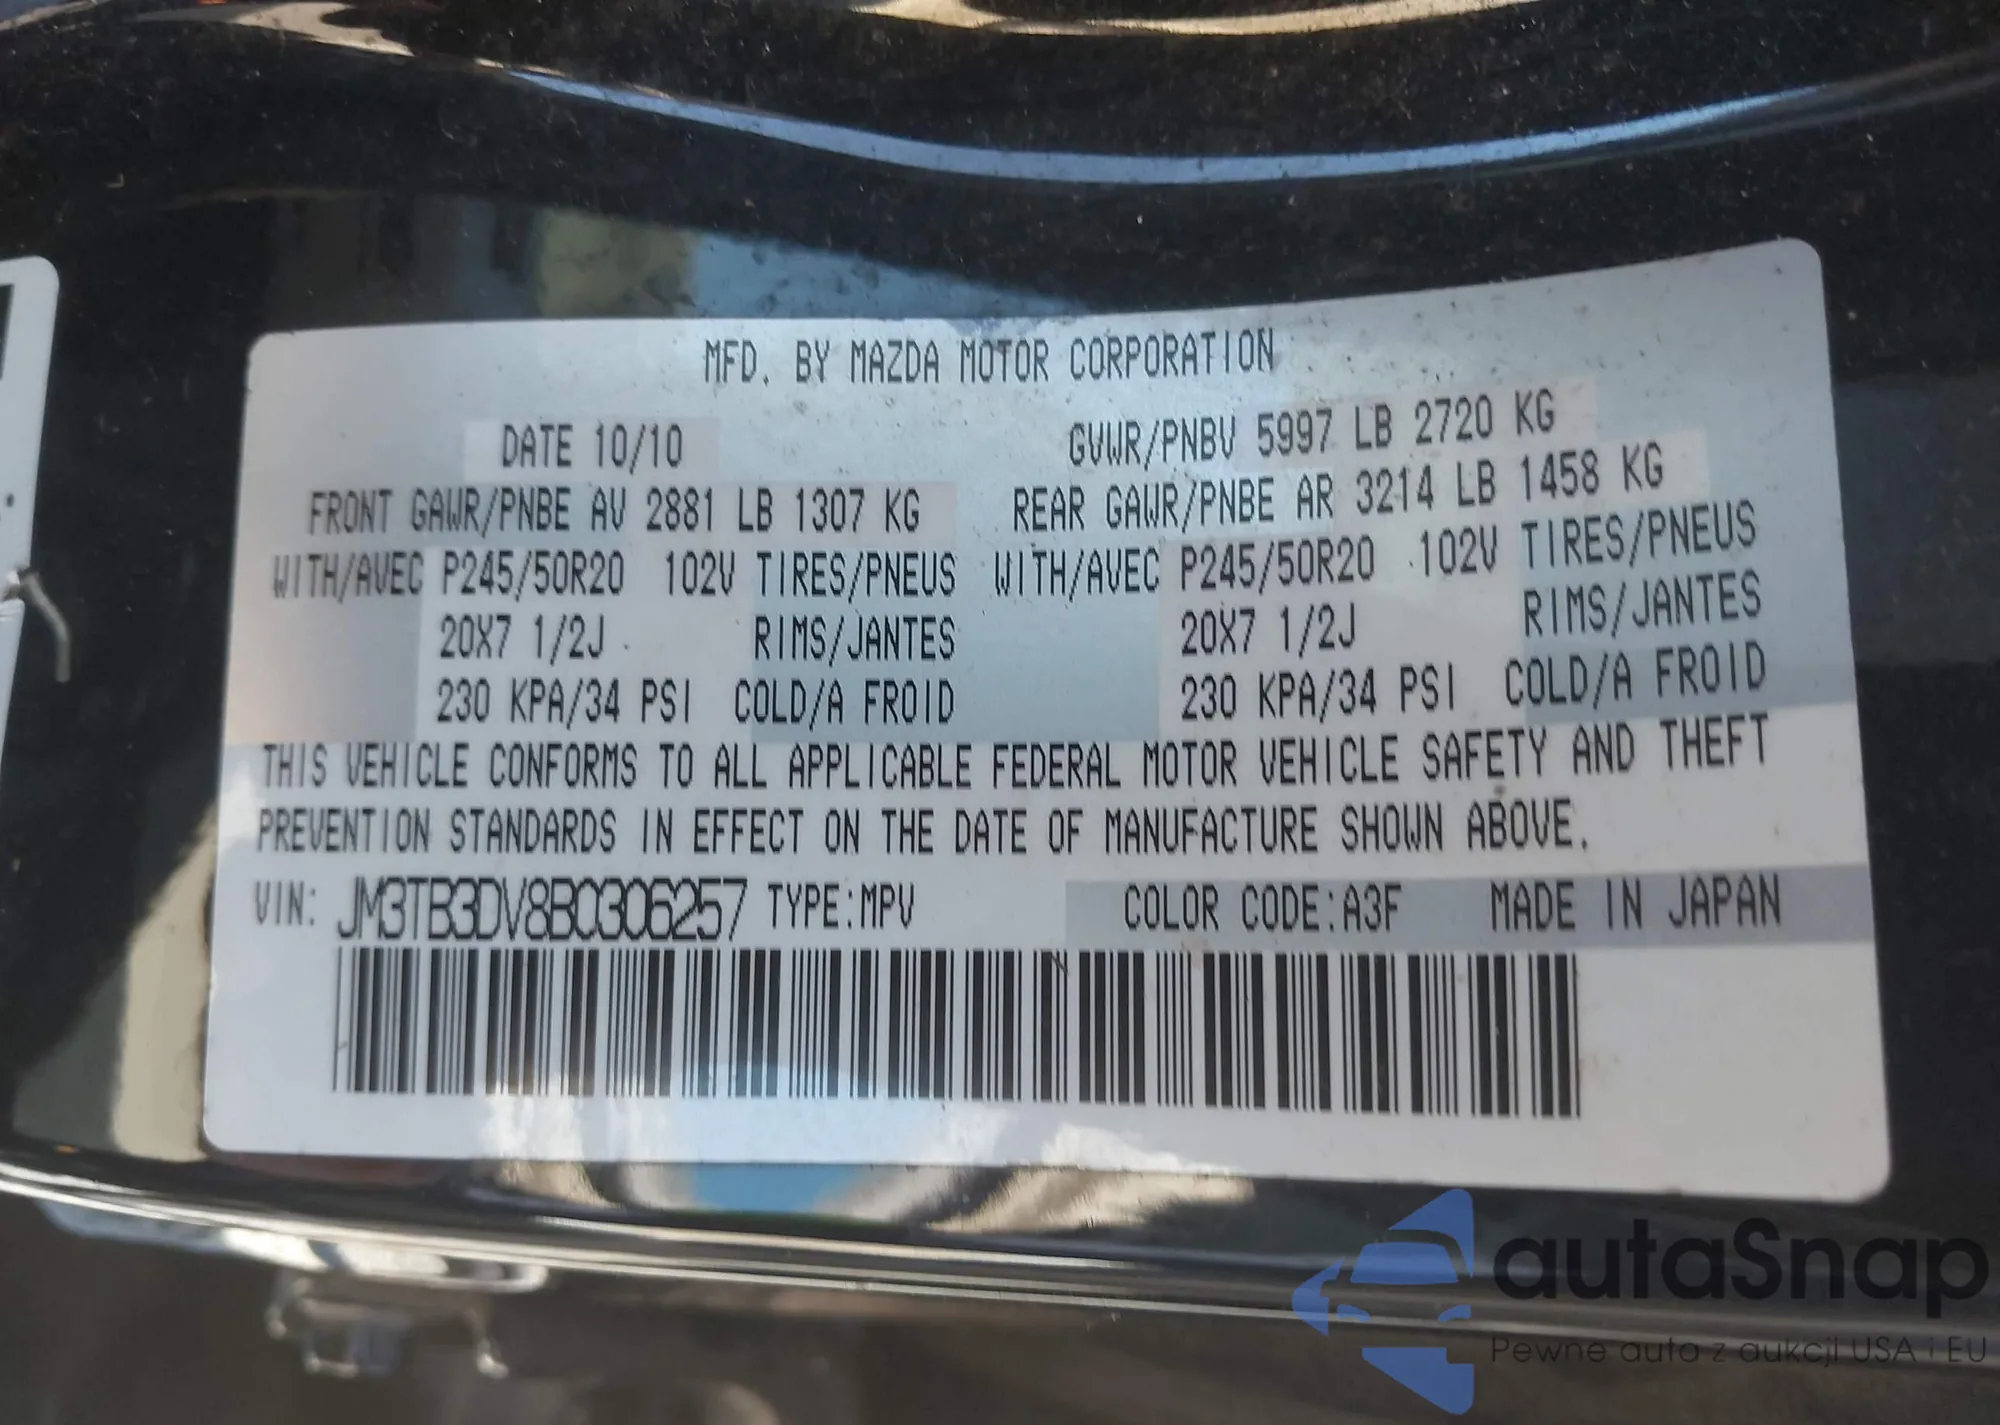 MFD. BY MAZDA MOTOR CORPORATION
DATE 10/10 GVWR/PNBV 5997 LB 2720 KG
FRONT GAWR/PNBE AV 2881 LB 1307 KG REAR GAWR/PNBE AR 3214 LB 1458 KG
WITH/AVEC P245/50R20 102V TIRES/PNEUS WITH/AVEC P245/50R20 102V TIRES/PNEUS
20X7 1/2J RIMS/JANTES 20X7 1/2J RIMS/JANTES
230 KPA/34 PSI COLD/A FROID 230 KPA/34 PSI COLD/A FROID
THIS VEHICLE CONFORMS TO ALL APPLICABLE FEDERAL MOTOR VEHICLE SAFETY AND THEFT
PREVENTION STANDARDS IN EFFECT ON THE DATE OF MANUFACTURE SHOWN ABOVE.
VIN: JM3TB3DV8B0306257 TYPE:MPV COLOR CODE:A3F MADE IN JAPAN
autaSnap
Pewne auto z aukcji USA i EU